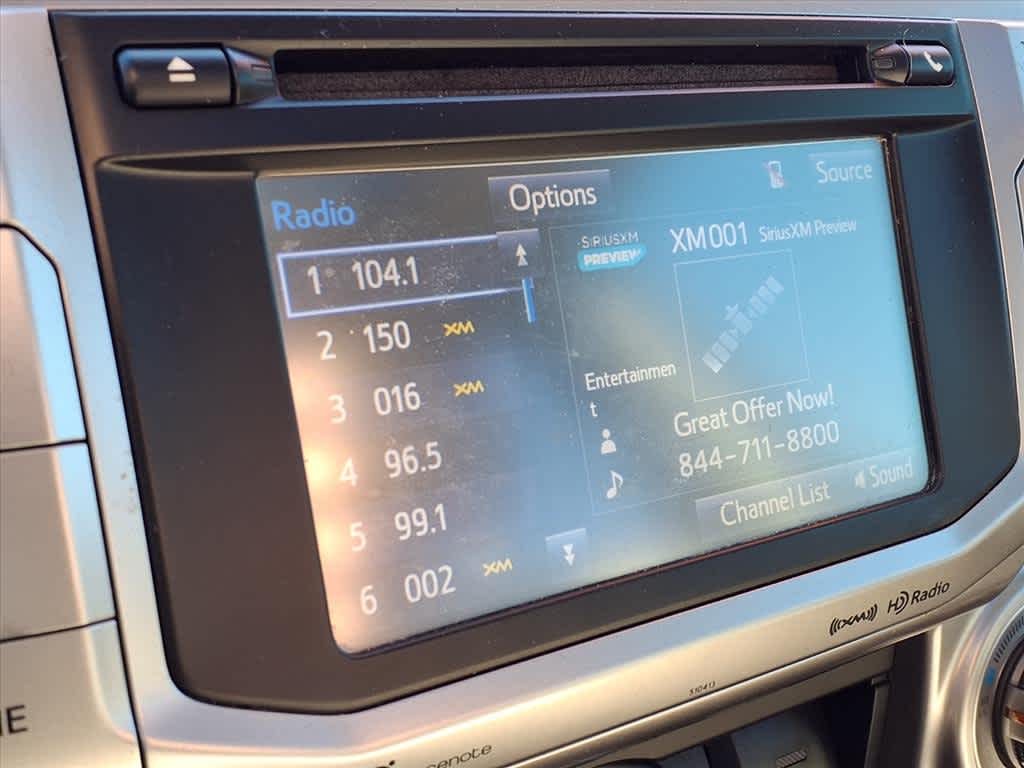 Radio
Options
Source
1 104.1
2 150 XM
3 016 XM
4 96.5
5 99.1
6 002 XM
SIRIUSXM
PREVIEW
XM001 SiriusXM Preview
Entertainmen
t
Great Offer Now!
844-711-8800
Channel List
Sound
((XM)) HD Radio
510413